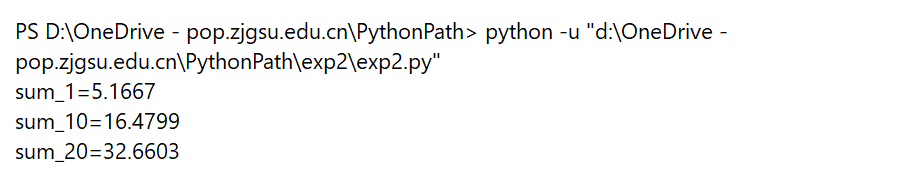 PS D:\OneDrive - pop.zjgsu.edu.cn\PythonPath> python -u "d:\OneDrive -
pop.zjgsu.edu.cn\PythonPath\exp2\exp2.py"
sum_1=5.1667
sum_10=16.4799
sum_20=32.6603